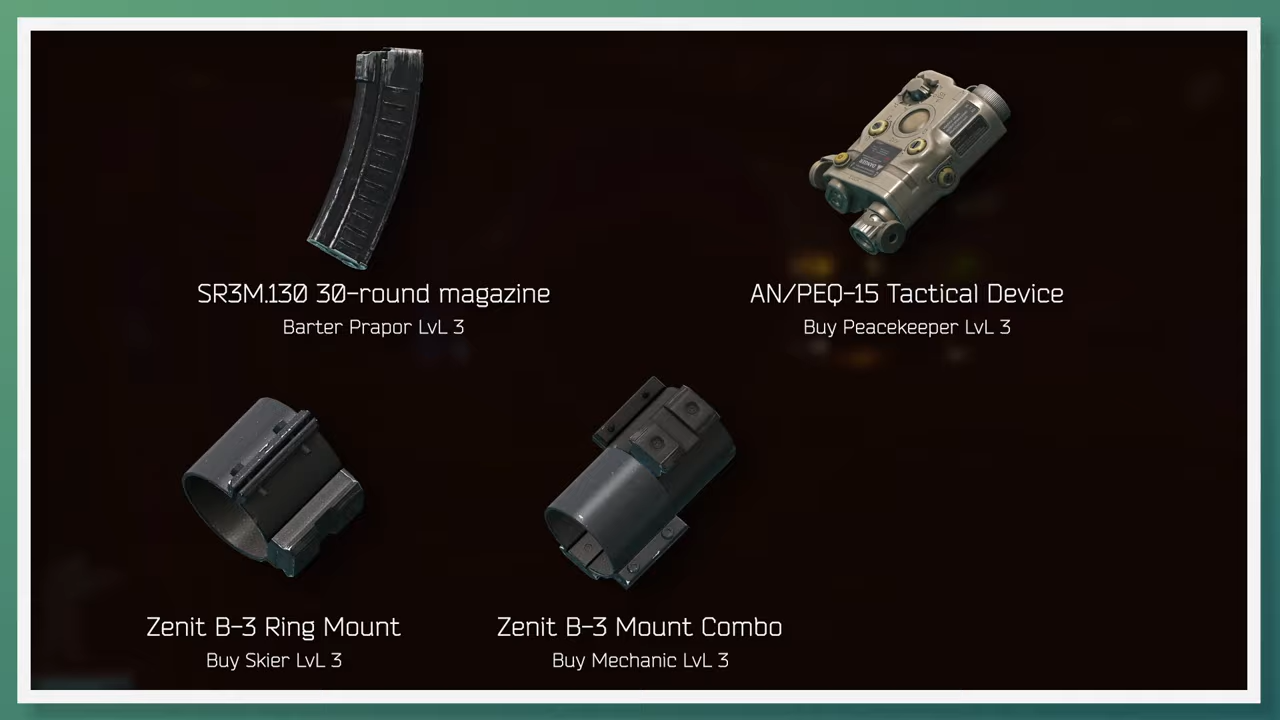 SR3M.130 30-round magazine
Barter Prapor LvL 3
AN/PEQ-15 Tactical Device
Buy Peacekeeper LvL 3
Zenit B-3 Ring Mount
Buy Skier LvL 3
Zenit B-3 Mount Combo
Buy Mechanic LvL 3